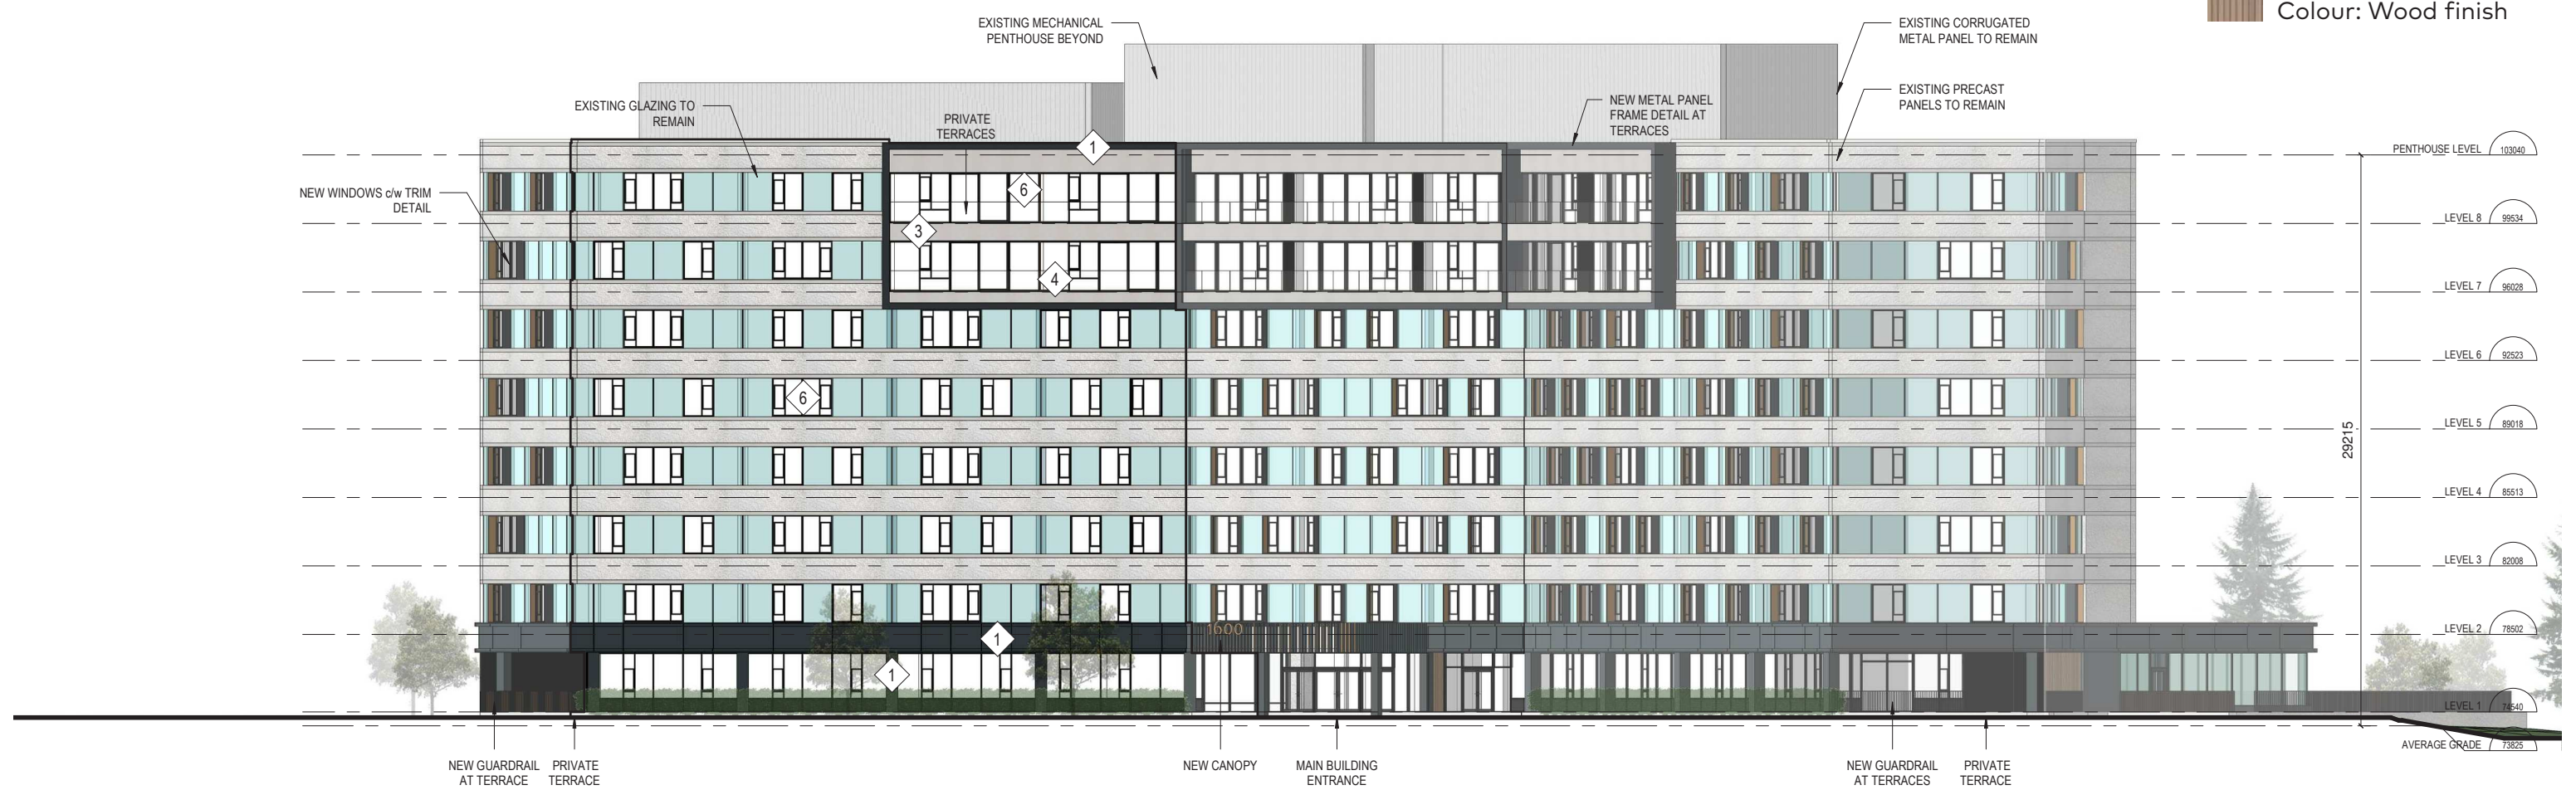 Colour: Wood finish
EXISTING MECHANICAL
PENTHOUSE BEYOND
EXISTING CORRUGATED
METAL PANEL TO REMAIN
EXISTING GLAZING TO
REMAIN
PRIVATE
TERRACES
NEW METAL PANEL
FRAME DETAIL AT
TERRACES
EXISTING PRECAST
PANELS TO REMAIN
NEW WINDOWS c/w TRIM
DETAIL
1
6
3
4
6
1
1
1600
PENTHOUSE LEVEL 103040
LEVEL 8 99534
LEVEL 7 96028
LEVEL 6 92523
LEVEL 5 89018
LEVEL 4 85513
LEVEL 3 82008
LEVEL 2 78502
LEVEL 1 74540
AVERAGE GRADE 73825
29215
NEW GUARDRAIL
AT TERRACE
PRIVATE
TERRACE
NEW CANOPY
MAIN BUILDING
ENTRANCE
NEW GUARDRAIL
AT TERRACES
PRIVATE
TERRACE